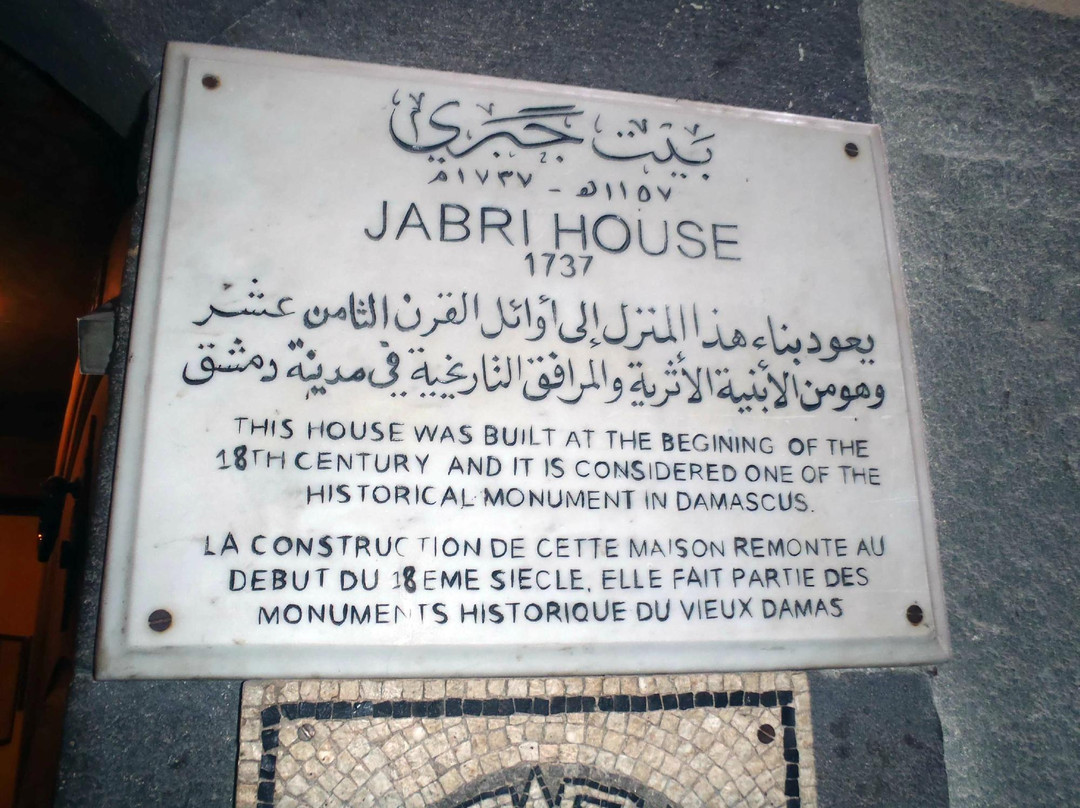 بيت جبري
١١٥٧هـ - ١٧٣٧م
JABRI HOUSE
1737
يعود بناء هذا المنزل إلى أوائل القرن الثامن عشر
وهو من الأبنية الأثرية والمرافق التاريخية في مدينة دمشق
THIS HOUSE WAS BUILT AT THE BEGINING OF THE
18TH CENTURY AND IT IS CONSIDERED ONE OF THE
HISTORICAL MONUMENT IN DAMASCUS.
LA CONSTRUCTION DE CETTE MAISON REMONTE AU
DEBUT DU 18EME SIECLE, ELLE FAIT PARTIE DES
MONUMENTS HISTORIQUE DU VIEUX DAMAS